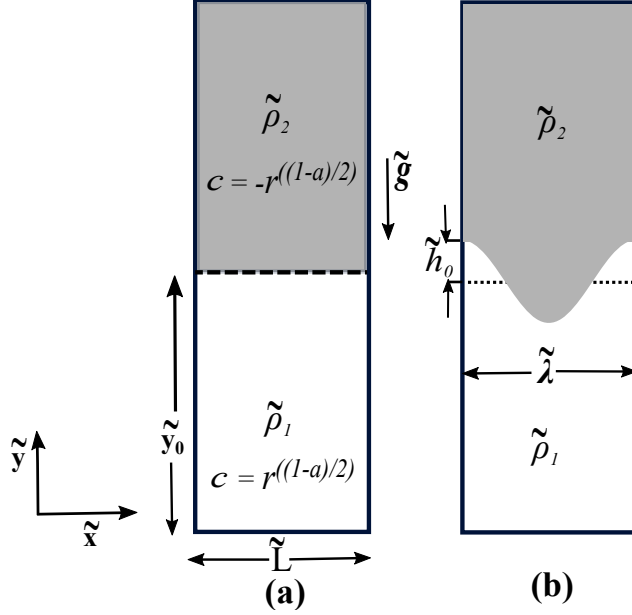 ρ̃₂
c = -r^((1-a)/2)
g̃
ỹ₀
ρ̃₁
c = r^((1-a)/2)
ỹ
x̃
L̃
(a)
ρ̃₂
h̃₀
λ̃
ρ̃₁
(b)